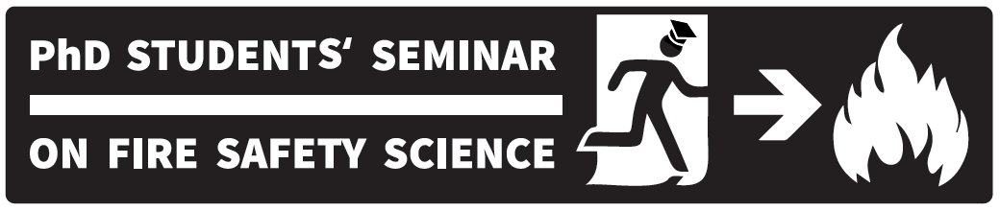 PhD STUDENTS‘ SEMINAR
ON FIRE SAFETY SCIENCE